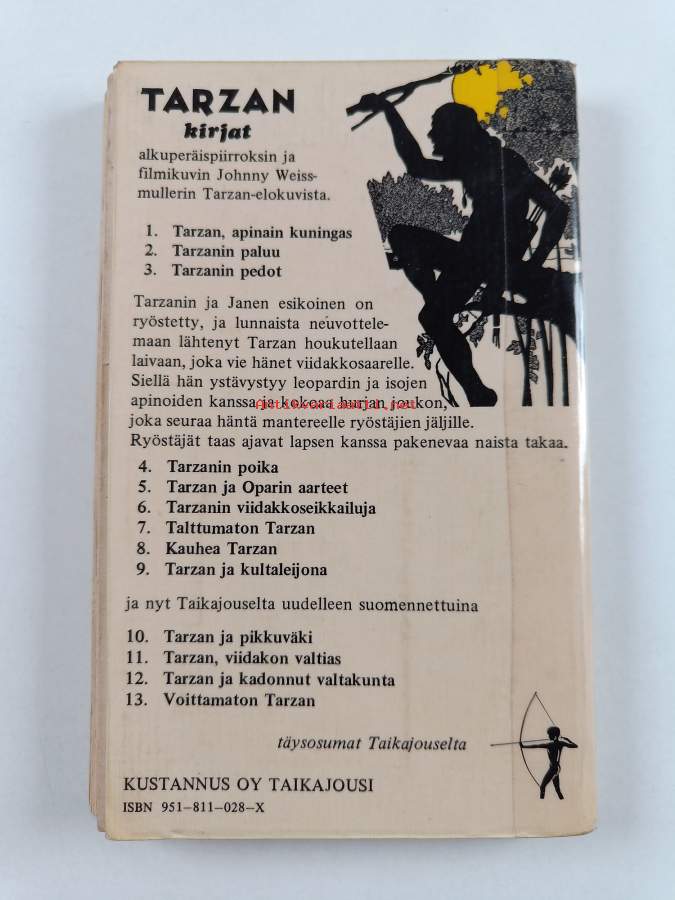 TARZAN
kirjat
alkuperäispiirroksin ja
filmikuvin Johnny Weiss-
mullerin Tarzan-elokuvista.
1. Tarzan, apinain kuningas
2. Tarzanin paluu
3. Tarzanin pedot
Tarzanin ja Janen esikoinen on
ryöstetty, ja lunnaista neuvottele-
maan lähtenyt Tarzan houkutellaan
laivaan, joka vie hänet viidakkosaarelle.
Siellä hän ystävystyy leopardin ja isojen
apinoiden kanssa ja kokoaa hurjan joukon,
Antikvariaatti.net
joka seuraa häntä mantereelle ryöstäjien jäljille.
Ryöstäjät taas ajavat lapsen kanssa pakenevaa naista takaa.
4. Tarzanin poika
5. Tarzan ja Oparin aarteet
6. Tarzanin viidakkoseikkailuja
7. Talttumaton Tarzan
8. Kauhea Tarzan
9. Tarzan ja kultaleijona
ja nyt Taikajouselta uudelleen suomennettuina
10. Tarzan ja pikkuväki
11. Tarzan, viidakon valtias
12. Tarzan ja kadonnut valtakunta
13. Voittamaton Tarzan
täysosumat Taikajouselta
KUSTANNUS OY TAIKAJOUSI
ISBN 951–811–028–X